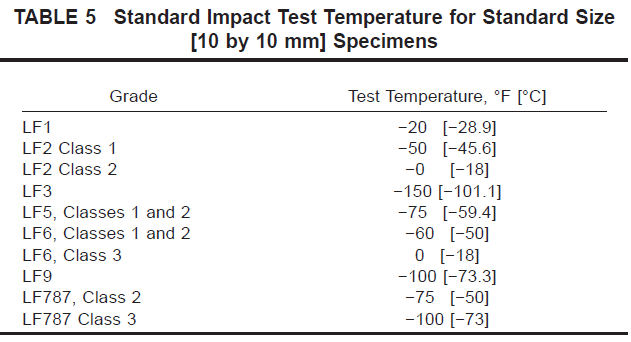 TABLE 5 Standard Impact Test Temperature for Standard Size
[10 by 10 mm] Specimens
Grade Test Temperature, °F [°C]
LF1 −20 [−28.9]
LF2 Class 1 −50 [−45.6]
LF2 Class 2 −0 [−18]
LF3 −150 [−101.1]
LF5, Classes 1 and 2 −75 [−59.4]
LF6, Classes 1 and 2 −60 [−50]
LF6, Class 3 0 [−18]
LF9 −100 [−73.3]
LF787, Class 2 −75 [−50]
LF787 Class 3 −100 [−73]